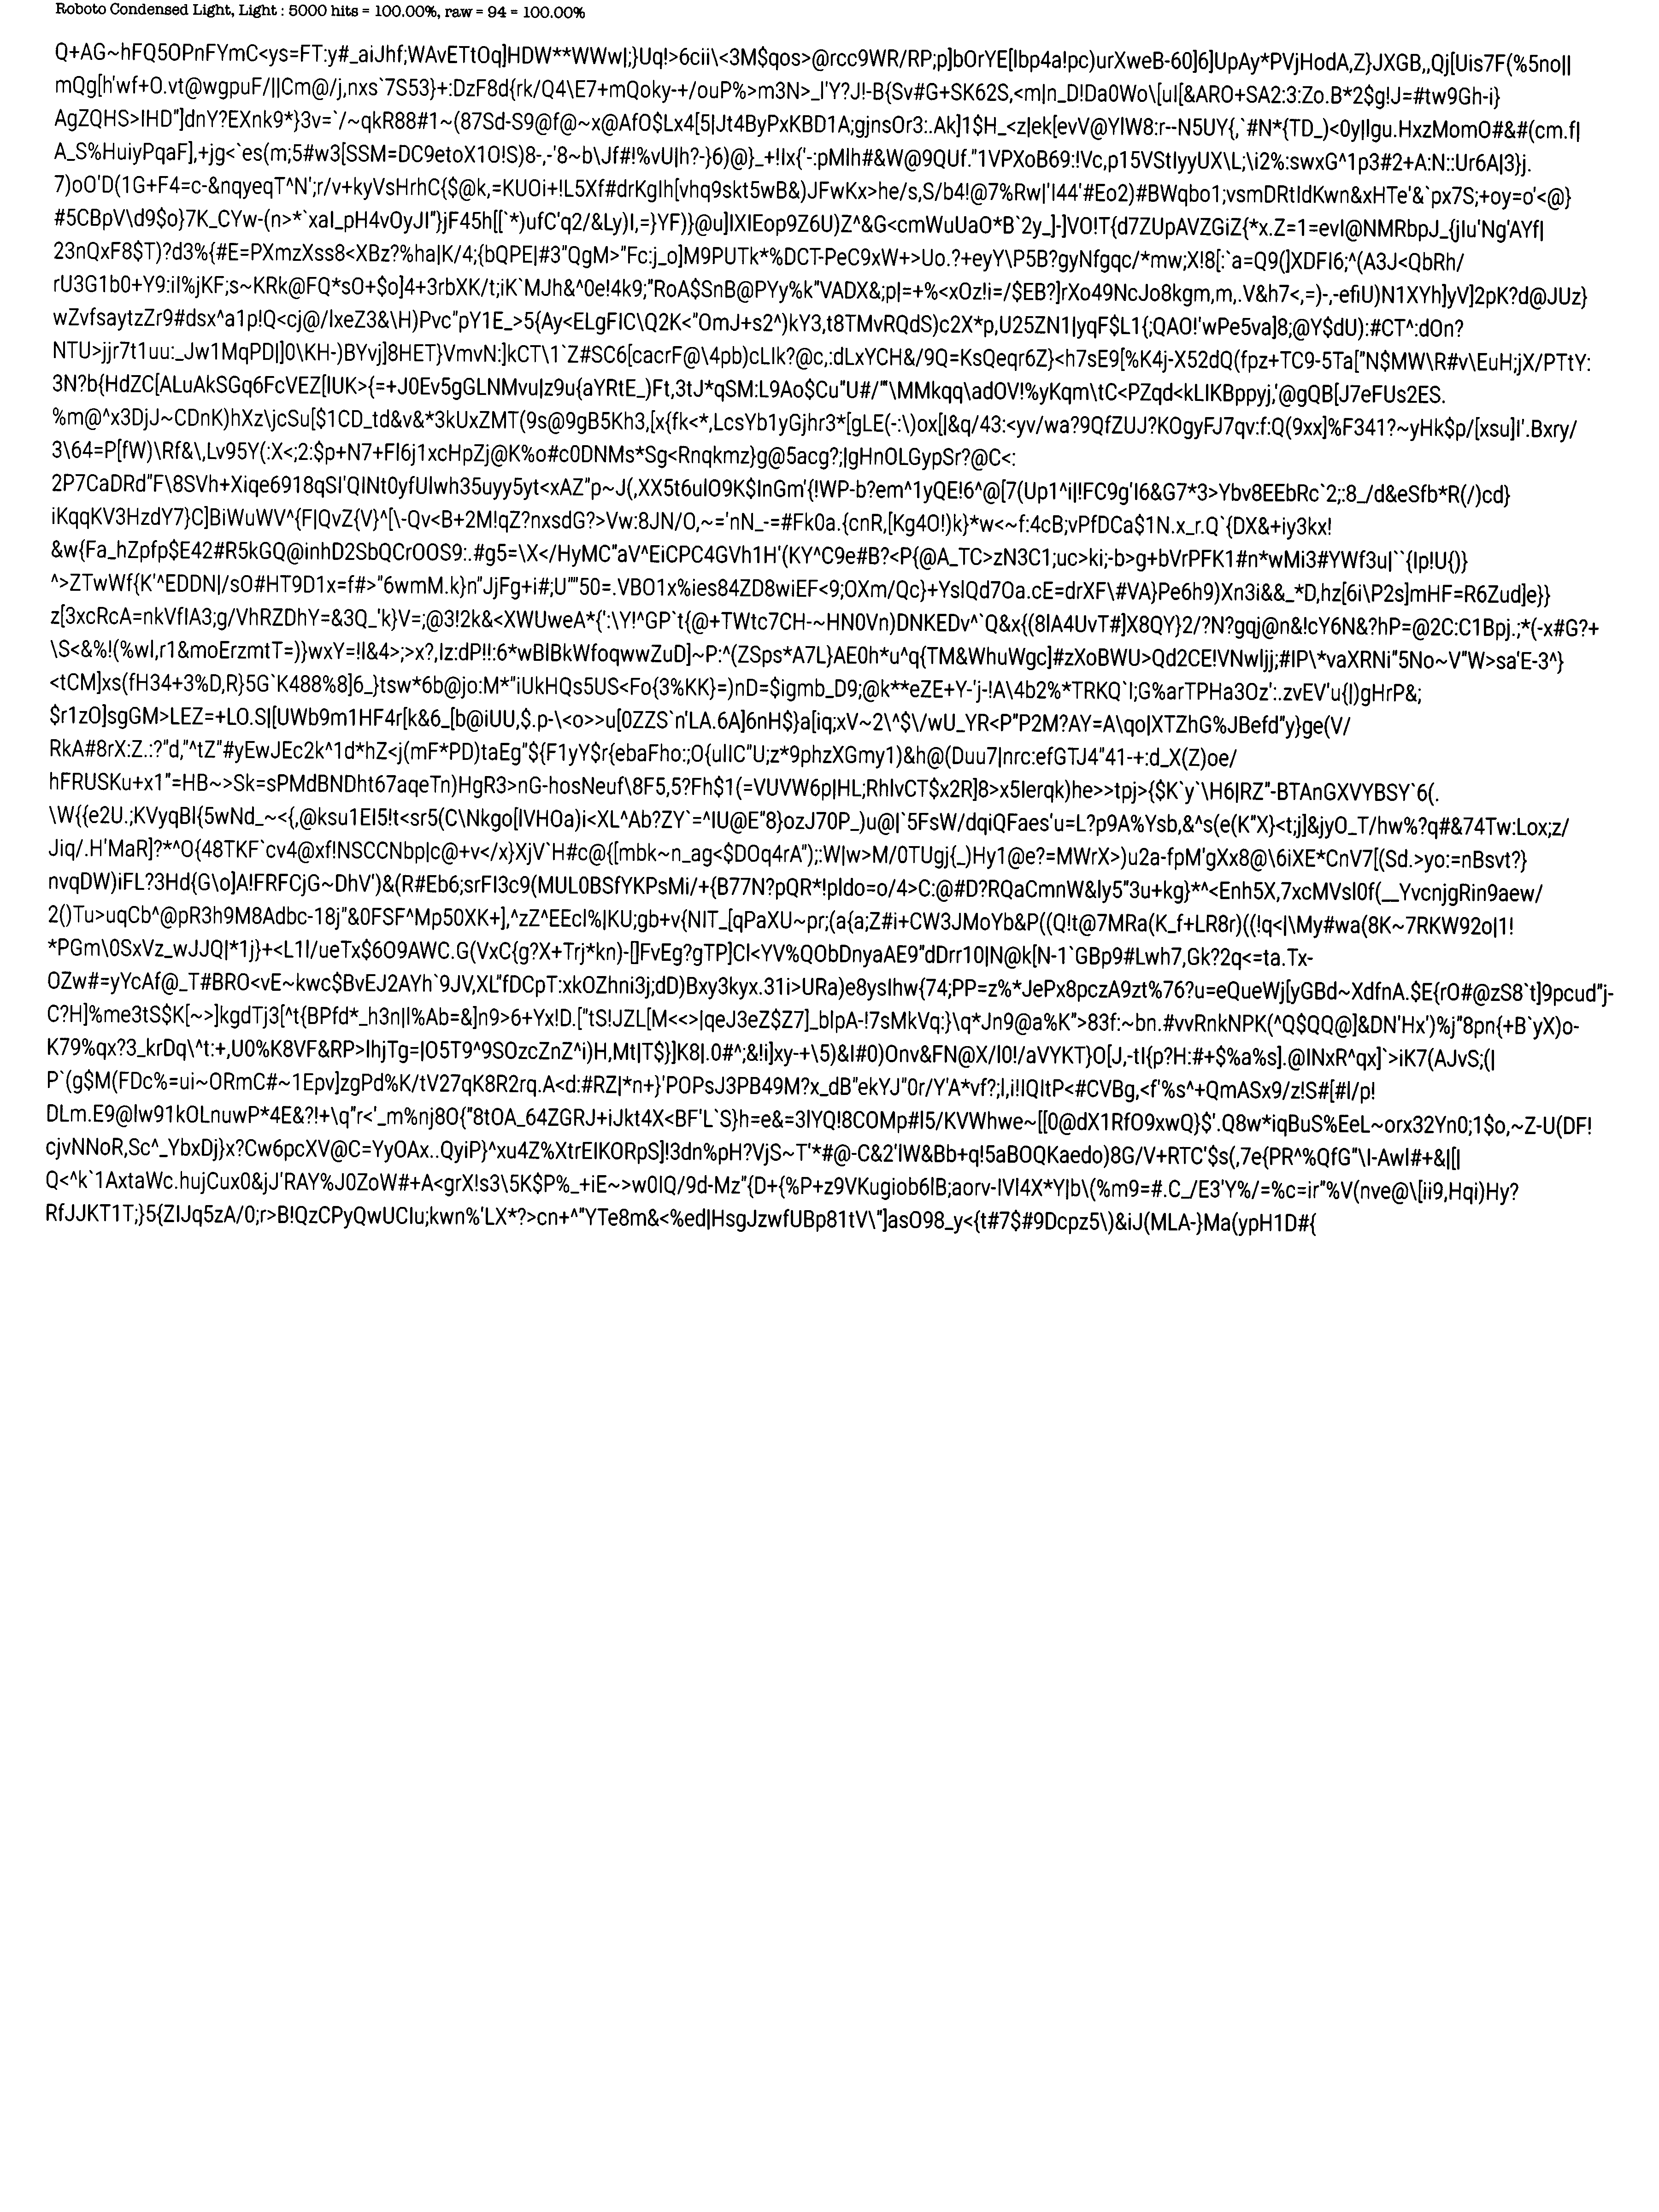 Roboto Condensed Light, Light : 5000 hits = 100.00%, raw = 94 = 100.00%
Q+AG~hFQ5OPnFYmC<ys=FT:y#_aiJhf;WAvETtOq]HDW**WWw|;}Uq!>6cii\<3M$qos>@rcc9WR/RP;p]bOrYE[Ibp4a!pc)urXweB-60]6]UpAy*PVjHodA,Z}JXGB,,Qj[Uis7F(%5no||
mQg[h'wf+O.vt@wgpuF/||Cm@/j,nxs`7S53}+:DzF8d{rk/Q4\E7+mQoky-+/ouP%>m3N>_l'Y?J!-B{Sv#G+SK62S,<m|n_D!Da0Wo\[uI[&ARO+SA2:3:Zo.B*2$g!J=#tw9Gh-i}
AgZQHS>IHD"]dnY?EXnk9*}3v=`/~qkR88#1~(87Sd-S9@f@~x@AfO$Lx4[5|Jt4ByPxKBD1A;gjnsOr3:.Ak]1$H_<z|ek[evV@YlW8:r--N5UY{,`#N*{TD_)<0y|Igu.HxzMomO#&#(cm.f|
A_S%HuiyPqaF],+jg<`es(m;5#w3[SSM=DC9etoX1O!S)8-,-'8~b\Jf#!%vU|h?-}6)@}_+!Ix{'-:pMIh#&W@9QUf."1VPXoB69:!Vc,p15VStIyyUX\L;\i2%:swxG^1p3#2+A:N::Ur6A|3}j.
7)oO'D(1G+F4=c-&nqyeqT^N';r/v+kyVsHrhC{$@k,=KUOi+!L5Xf#drKgIh[vhq9skt5wB&)JFwKx>he/s,S/b4!@7%Rw|'I44'#Eo2)#BWqbo1;vsmDRtIdKwn&xHTe'&`px7S;+oy=o'<@}
#5CBpV\d9$o}7K_CYw-(n>*`xaI_pH4vOyJI"}jF45h[[`*)ufC'q2/&Ly)I,=}YF)}@u]IXIEop9Z6U)Z^&G<cmWuUaO*B`2y_]-]VO!T{d7ZUpAVZGiZ{*x.Z=1=evI@NMRbpJ_{jIu'Ng'AYf|
23nQxF8$T)?d3%{#E=PXmzXss8<XBz?%ha|K/4;{bQPE|#3"QgM>"Fc:j_o]M9PUTk*%DCT-PeC9xW+>Uo.?+eyY\P5B?gyNfgqc/*mw;X!8[:`a=Q9(]XDFI6;^(A3J<QbRh/
rU3G1b0+Y9:iI%jKF;s~KRk@FQ*sO+$o]4+3rbXK/t;iK`MJh&^0e!4k9;"RoA$SnB@PYy%k"VADX&;p|=+%<xOz!i=/$EB?]rXo49NcJo8kgm,m,.V&h7<,=)-,-efiU)N1XYh]yV]2pK?d@JUz}
wZvfsaytzZr9#dsx^a1p!Q<cj@/IxeZ3&\H)Pvc"pY1E_>5{Ay<ELgFIC\Q2K<"OmJ+s2^)kY3,t8TMvRQdS)c2X*p,U25ZN1|yqF$L1{;QAO!'wPe5va]8;@Y$dU):#CT^:dOn?
NTU>jjr7t1uu:_Jw1MqPD|]0\KH-)BYvj]8HET}VmvN:]kCT\1`Z#SC6[cacrF@\4pb)cLIk?@c,:dLxYCH&/9Q=KsQeqr6Z}<h7sE9[%K4j-X52dQ(fpz+TC9-5Ta["N$MW\R#v\EuH;jX/PTtY:
3N?b{HdZC[ALuAkSGq6FcVEZ[IUK>{=+J0Ev5gGLNMvu|z9u{aYRtE_)Ft,3tJ*qSM:L9Ao$Cu"U#/'"\MMkqq\adOV!%yKqm\tC<PZqd<kLIKBppyj,'@gQB[J7eFUs2ES.
%m@^x3DjJ~CDnK)hXz\jcSu[$1CD_td&v&*3kUxZMT(9s@9gB5Kh3,[x{fk<*,LcsYb1yGjhr3*[gLE(-:\)ox[I&q/43:<yv/wa?9QfZUJ?KOgyFJ7qv:f:Q(9xx]%F341?~yHk$p/[xsu]I'.Bxry/
3\64=P[fW)\Rf&\,Lv95Y(:X<;2:$p+N7+FI6j1xcHpZj@K%o#c0DNMs*Sg<Rnqkmz}g@5acg?;|gHnOLGypSr?@C<:
2P7CaDRd"F\8SVh+Xiqe6918qSI'QINt0yfUIwh35uyy5yt<xAZ"p~J(,XX5t6uIO9K$InGm'{!WP-b?em^1yQE!6^@[7(Up1^i|!FC9g'I6&G7*3>Ybv8EEbRc`2;:8_/d&eSfb*R(/)cd}
iKqqKV3HzdY7}C]BiWuWV^{F|QvZ{V}^[\-Qv<B+2M!qZ?nxsdG?>Vw:8JN/O,~='nN_-=#Fk0a.{cnR,[Kg4O!)k}*w<~f:4cB;vPfDCa$1N.x_r.Q`{DX&+iy3kx!
&w{Fa_hZpfp$E42#R5kGQ@inhD2SbQCrOOS9:.#g5=\X</HyMC"aV^EiCPC4GVh1H'(KY^C9e#B?<P{@A_TC>zN3C1;uc>ki;-b>g+bVrPFK1#n*wMi3#YWf3u|``{Ip!U{)}
^>ZTwWf{K'^EDDN|/sO#HT9D1x=f#>"6wmM.k}n"JjFg+i#;U'"'50=.VBO1x%ies84ZD8wiEF<9;OXm/Qc}+YsIQd7Oa.cE=drXF\#VA}Pe6h9)Xn3i&&_*D,hz[6i\P2s]mHF=R6Zud]e}}
z[3xcRcA=nkVfIA3;g/VhRZDhY=&3Q_'k}V=;@3!2k&<XWUweA*{':\Y!^GP`t{@+TWtc7CH-~HN0Vn)DNKEDv^`Q&x{(8IA4UvT#]X8QY}2/?N?gqj@n&!cY6N&?hP=@2C:C1Bpj.;*(-x#G?+
\S<&%!(%wI,r1&moErzmtT=)}wxY=!I&4>;>x?,Iz:dP!!:6*wBIBkWfoqwwZuD]~P:^(ZSps*A7L}AE0h*u^q{TM&WhuWgc]#zXoBWU>Qd2CE!VNwIjj;#IP\*vaXRNi"5No~V"W>sa'E-3^}
<tCM]xs(fH34+3%D,R}5G`K488%8]6_}tsw*6b@jo:M*"iUkHQs5US<Fo{3%KK}=)nD=$igmb_D9;@k**eZE+Y-'j-!A\4b2%*TRKQ`I;G%arTPHa3Oz':.zvEV'u{|)gHrP&;
$r1zO]sgGM>LEZ=+LO.S|[UWb9m1HF4r[k&6_[b@iUU,$.p-\<o>>u[0ZZS`n'LA.6A]6nH$}a[iq;xV~2\^$\/wU_YR<P"P2M?AY=A\qo|XTZhG%JBefd"y}ge(V/
RkA#8rX:Z.:?"d,"^tZ"#yEwJEc2k^1d*hZ<j(mF*PD)taEg"${F1yY$r{ebaFho:;O{uIIC"U;z*9phzXGmy1)&h@(Duu7|nrc:efGTJ4"41-+:d_X(Z)oe/
hFRUSKu+x1"=HB~>Sk=sPMdBNDht67aqeTn)HgR3>nG-hosNeuf\8F5,5?Fh$1(=VUVW6p|HL;RhIvCT$x2R]8>x5Ierqk)he>>tpj>{$K`y`\H6|RZ"-BTAnGXVYBSY`6(.
\W{{e2U.;KVyqBI{5wNd_~<{,@ksu1EI5!t<sr5(C\Nkgo[IVHOa)i<XL^Ab?ZY`=^IU@E"8}ozJ70P_)u@|`5FsW/dqiQFaes'u=L?p9A%Ysb,&^s(e(K"X}<t;j]&jyO_T/hw%?q#&74Tw:Lox;z/
Jiq/.H'MaR]?*^O{48TKF`cv4@xf!NSCCNbp|c@+v</x}XjV`H#c@{[mbk~n_ag<$DOq4rA");:W|w>M/0TUgj{_)Hy1@e?=MWrX>)u2a-fpM'gXx8@\6iXE*CnV7[(Sd.>yo:=nBsvt?}
nvqDW)iFL?3Hd{G\o]A!FRFCjG~DhV')&(R#Eb6;srFI3c9(MUL0BSfYKPsMi/+{B77N?pQR*!pIdo=o/4>C:@#D?RQaCmnW&Iy5"3u+kg}*^<Enh5X,7xcMVsI0f(__YvcnjgRin9aew/
2()Tu>uqCb^@pR3h9M8Adbc-18j"&0FSF^Mp50XK+],^zZ^EEcI%|KU;gb+v{NIT_[qPaXU~pr;(a{a;Z#i+CW3JMoYb&P((Q!t@7MRa(K_f+LR8r)((!q<|\My#wa(8K~7RKW92o|1!
*PGm\0SxVz_wJJQ|*1j}+<L1I/ueTx$6O9AWC.G(VxC{g?X+Trj*kn)-[]FvEg?gTP]CI<YV%QObDnyaAE9"dDrr10|N@k[N-1`GBp9#Lwh7,Gk?2q<=ta.Tx-
OZw#=yYcAf@_T#BRO<vE~kwc$BvEJ2AYh`9JV,XL"fDCpT:xkOZhni3j;dD)Bxy3kyx.31i>URa)e8ysIhw{74;PP=z%*JePx8pczA9zt%76?u=eQueWj[yGBd~XdfnA.$E{rO#@zS8`t]9pcud"j-
C?H]%me3tS$K[~>]kgdTj3[^t{BPfd*_h3n||%Ab=&]n9>6+Yx!D.["tS!JZL[M<<>|qeJ3eZ$Z7]_bIpA-!7sMkVq:}\q*Jn9@a%K">83f:~bn.#vvRnkNPK(^Q$QQ@]&DN'Hx')%j"8pn{+B`yX)o-
K79%qx?3_krDq\^t:+,U0%K8VF&RP>IhjTg=|O5T9^9SOzcZnZ^i)H,Mt|T$}]K8|.0#^;&!i]xy-+\5)&I#0)Onv&FN@X/I0!/aVYKT}O[J,-tI{p?H:#+$%a%s].@INxR^qx]`>iK7(AJvS;(|
P`(g$M(FDc%=ui~ORmC#~1Epv]zgPd%K/tV27qK8R2rq.A<d:#RZ|*n+}'POPsJ3PB49M?x_dB"ekYJ"0r/Y'A*vf?;I,i!IQItP<#CVBg,<f'%s^+QmASx9/z!S#[#I/p!
DLm.E9@Iw91kOLnuwP*4E&?!+\q"r<'_m%nj8O{"8tOA_64ZGRJ+iJkt4X<BF'L`S}h=e&=3IYQ!8COMp#I5/KVWhwe~[[0@dX1RfO9xwQ}$'.Q8w*iqBuS%EeL~orx32Yn0;1$o,~Z-U(DF!
cjvNNoR,Sc^_YbxDj}x?Cw6pcXV@C=YyOAx..QyiP}^xu4Z%XtrEIKORpS]!3dn%pH?VjS~T'*#@-C&2'IW&Bb+q!5aBOQKaedo)8G/V+RTC'$s(,7e{PR^%QfG"\I-AwI#+&|[|
Q<^k`1AxtaWc.hujCux0&jJ'RAY%J0ZoW#+A<grX!s3\5K$P%_+iE~>w0IQ/9d-Mz"{D+{%P+z9VKugiob6IB;aorv-IVI4X*Y|b\(%m9=#.C_/E3'Y%/=%c=ir"%V(nve@\[ii9,Hqi)Hy?
RfJJKT1T;}5{ZIJq5zA/0;r>B!QzCPyQwUCIu;kwn%'LX*?>cn+^"YTe8m&<%ed|HsgJzwfUBp81tV\"]asO98_y<{t#7$#9Dcpz5\)&iJ(MLA-}Ma(ypH1D#{